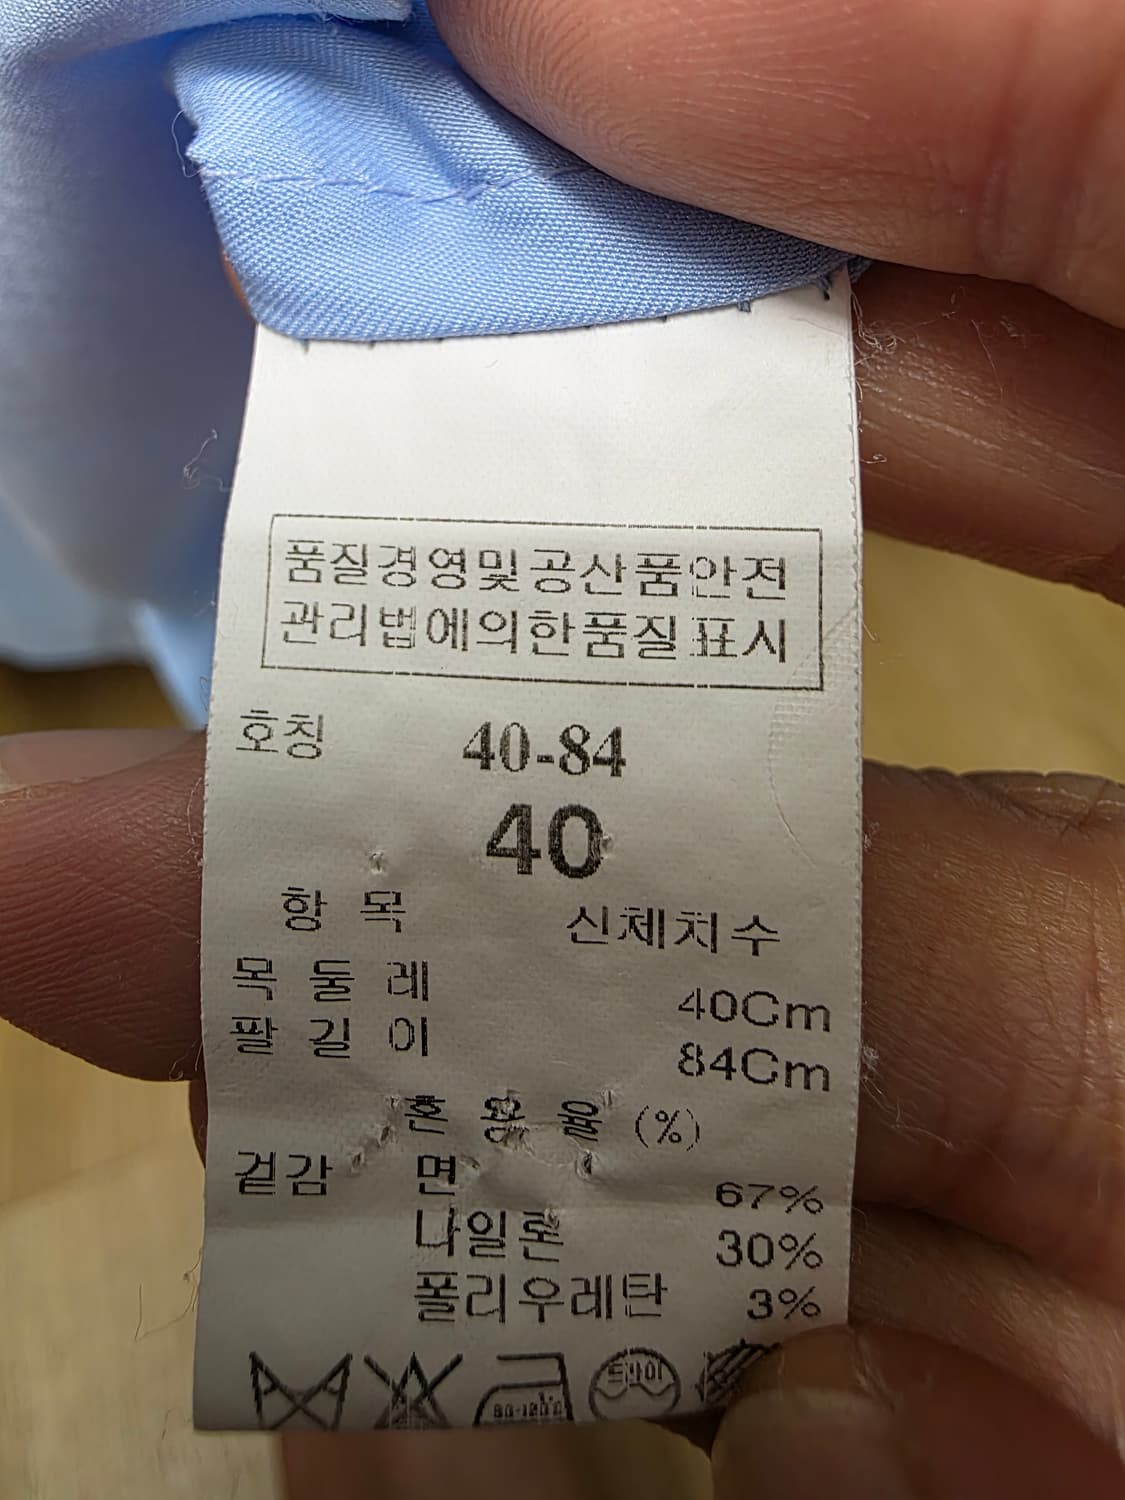 품질경영및공산품안전
관리법에의한품질표시
호칭 40-84
40
항 목 신체치수
목 둘 레 40Cm
팔 길 이 84Cm
혼 용 율 (%)
겉감 면 67%
나일론 30%
폴리우레탄 3%
80-120℃ 드라이